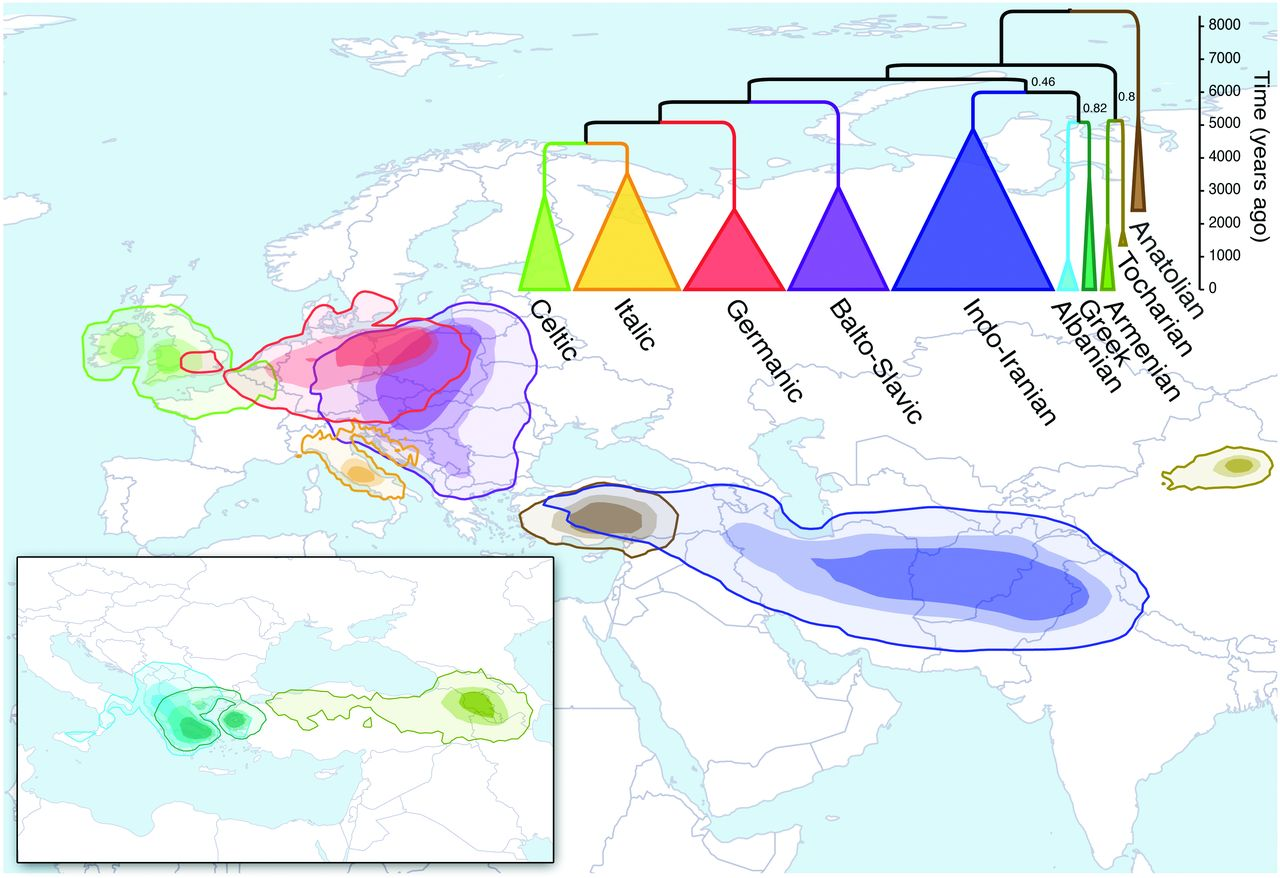 8000
7000
6000
5000
4000
3000
2000
1000
0
Time (years ago)
0.46
0.82
0.8
Celtic
Italic
Germanic
Balto-Slavic
Indo-Iranian
Albanian
Greek
Armenian
Tocharian
Anatolian